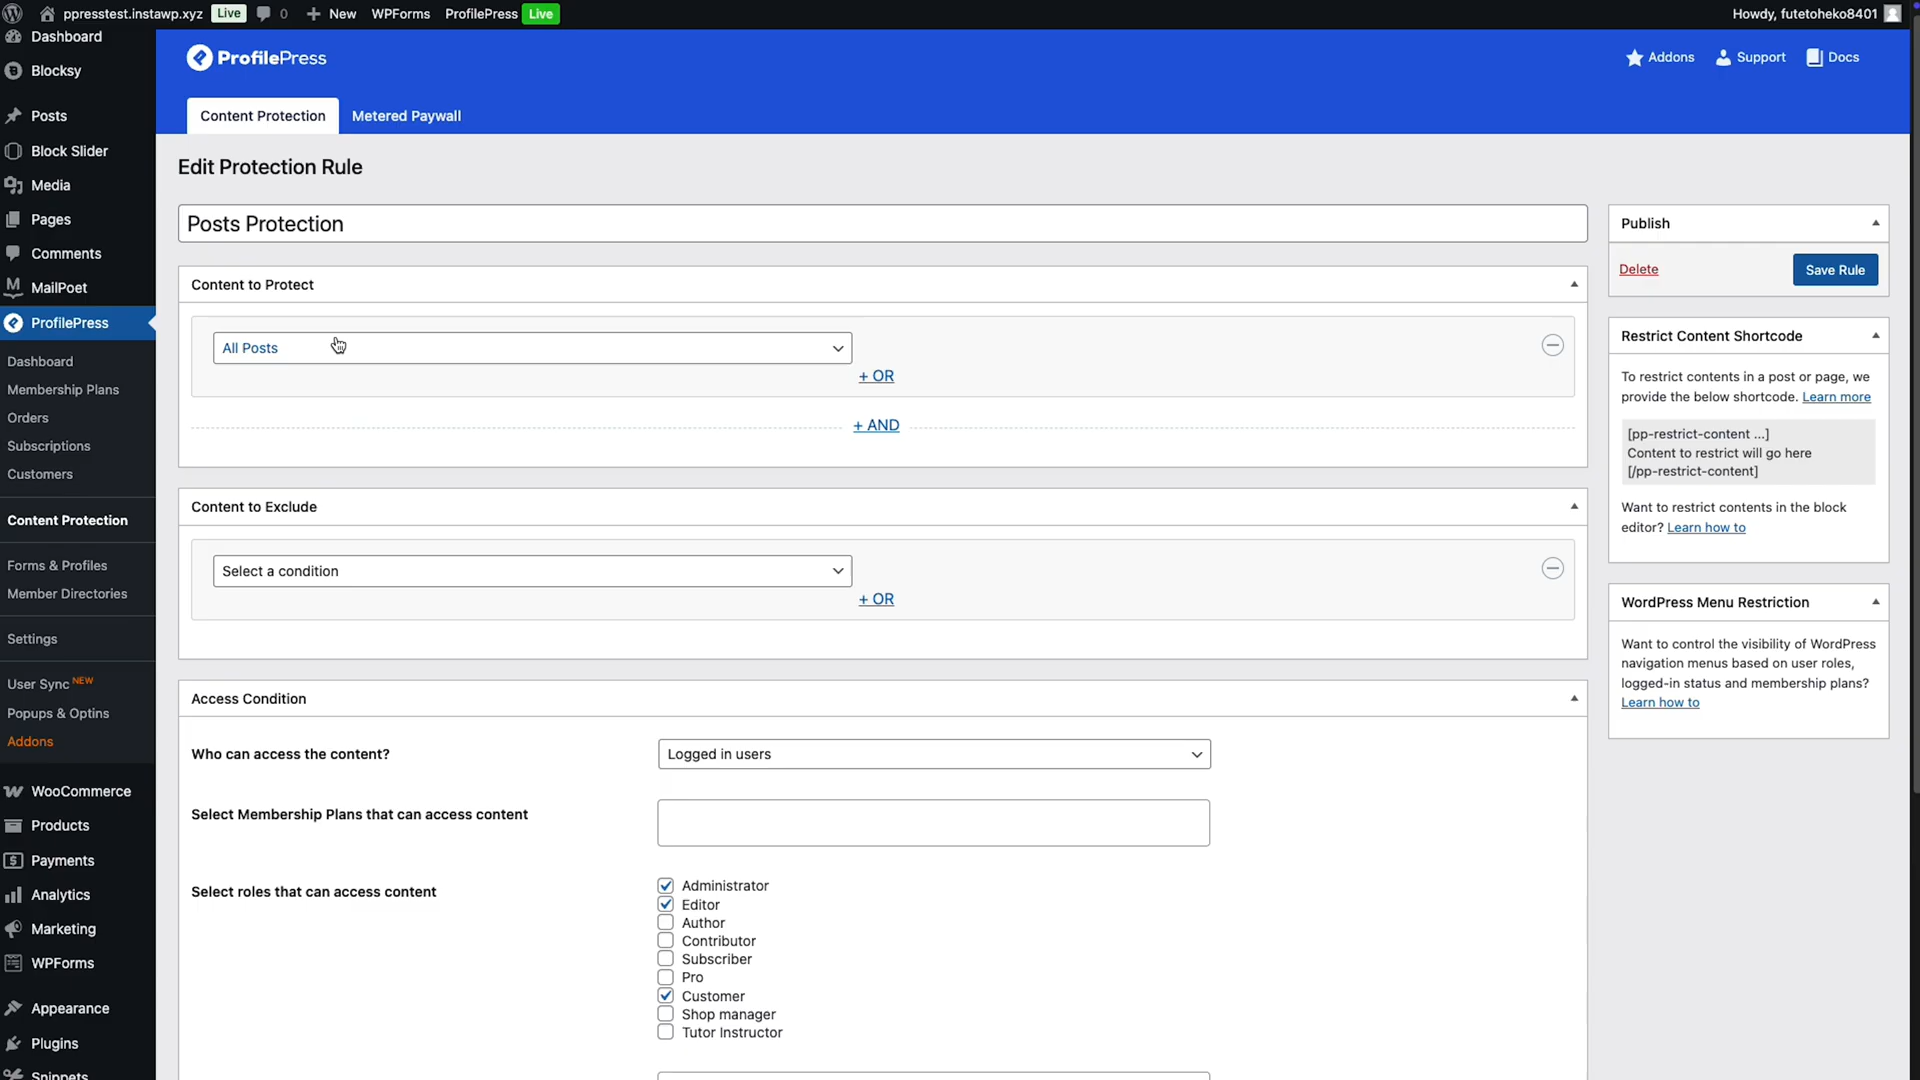 ppresstest.instawp.xyz Live 0 New WPForms ProfilePress Live Howdy, futetoheko8401
Dashboard
Blocksy
Posts
Block Slider
Media
Pages
Comments
MailPoet
ProfilePress
Dashboard
Membership Plans
Orders
Subscriptions
Customers
Content Protection
Forms & Profiles
Member Directories
Settings
User Sync NEW
Popups & Optins
Addons
WooCommerce
Products
Payments
Analytics
Marketing
WPForms
Appearance
Plugins
Snippets
ProfilePress
Addons Support Docs
Content Protection Metered Paywall
Edit Protection Rule
Posts Protection
Content to Protect
All Posts
+ OR
+ AND
Content to Exclude
Select a condition
+ OR
Access Condition
Who can access the content? Logged in users
Select Membership Plans that can access content
Select roles that can access content
Administrator
Editor
Author
Contributor
Subscriber
Pro
Customer
Shop manager
Tutor Instructor
Publish
Delete Save Rule
Restrict Content Shortcode
To restrict contents in a post or page, we
provide the below shortcode. Learn more
[pp-restrict-content ...]
Content to restrict will go here
[/pp-restrict-content]
Want to restrict contents in the block
editor? Learn how to
WordPress Menu Restriction
Want to control the visibility of WordPress
navigation menus based on user roles,
logged-in status and membership plans?
Learn how to